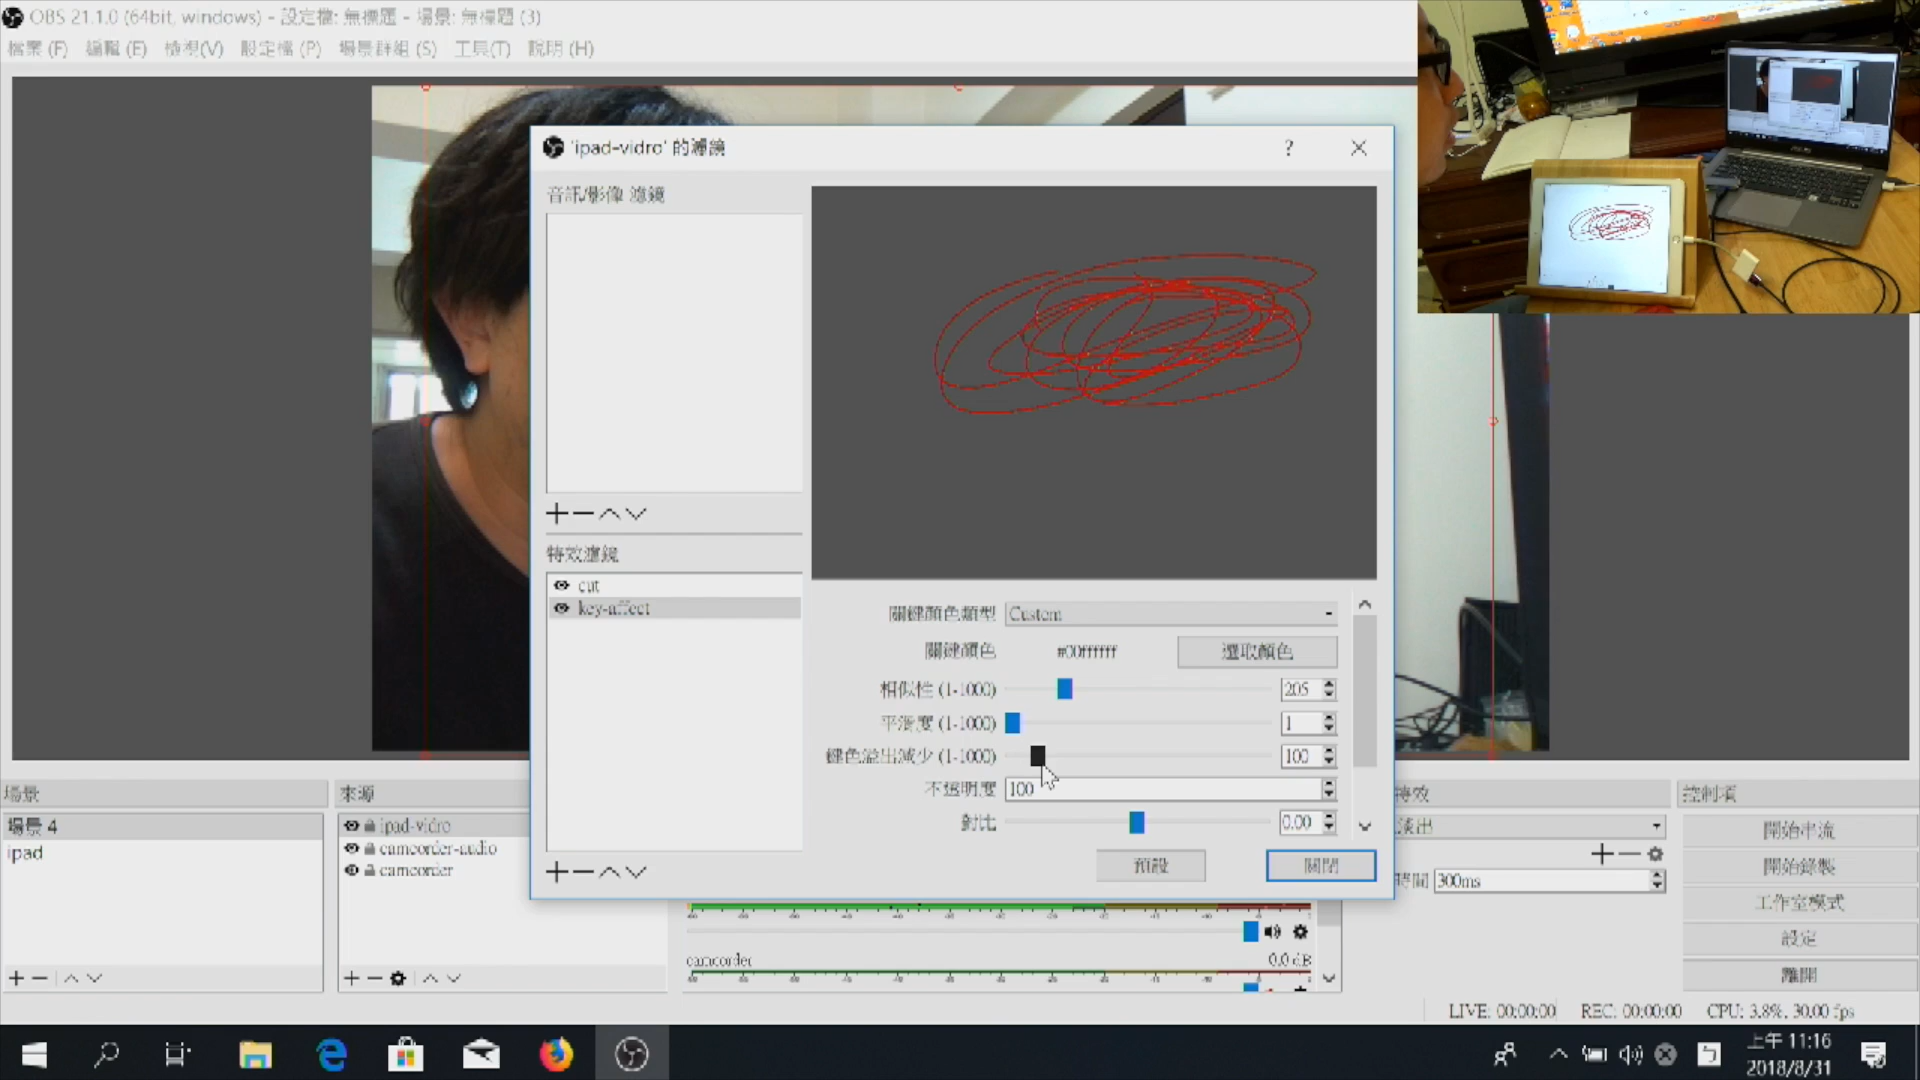 OBS 21.1.0 (64bit, windows) - 設定檔: 無標題 - 場景: 無標題 (3)
檔案 (F) 編輯 (E) 檢視(V) 設定檔 (P) 場景群組 (S) 工具(T) 說明 (H)
'ipad-vidro' 的濾鏡
?
音訊/影像 濾鏡
特效濾鏡
cut
key-affect
關鍵顏色類型 Custom
關鍵顏色 #00ffffff 選取顏色
相似性 (1-1000) 205
平滑度 (1-1000) 1
鍵色溢出減少 (1-1000) 100
不透明度 100
對比 0.00
預設 關閉
場景
場景 4
ipad
來源
ipad-vidro
camcorder-audio
camcorder
camcorder 0.0 dB
特效
淡出
時間 300ms
控制項
開始串流
開始錄製
工作室模式
設定
離開
LIVE: 00:00:00 REC: 00:00:00 CPU: 3.8%, 30.00 fps
上午 11:16
2018/8/31